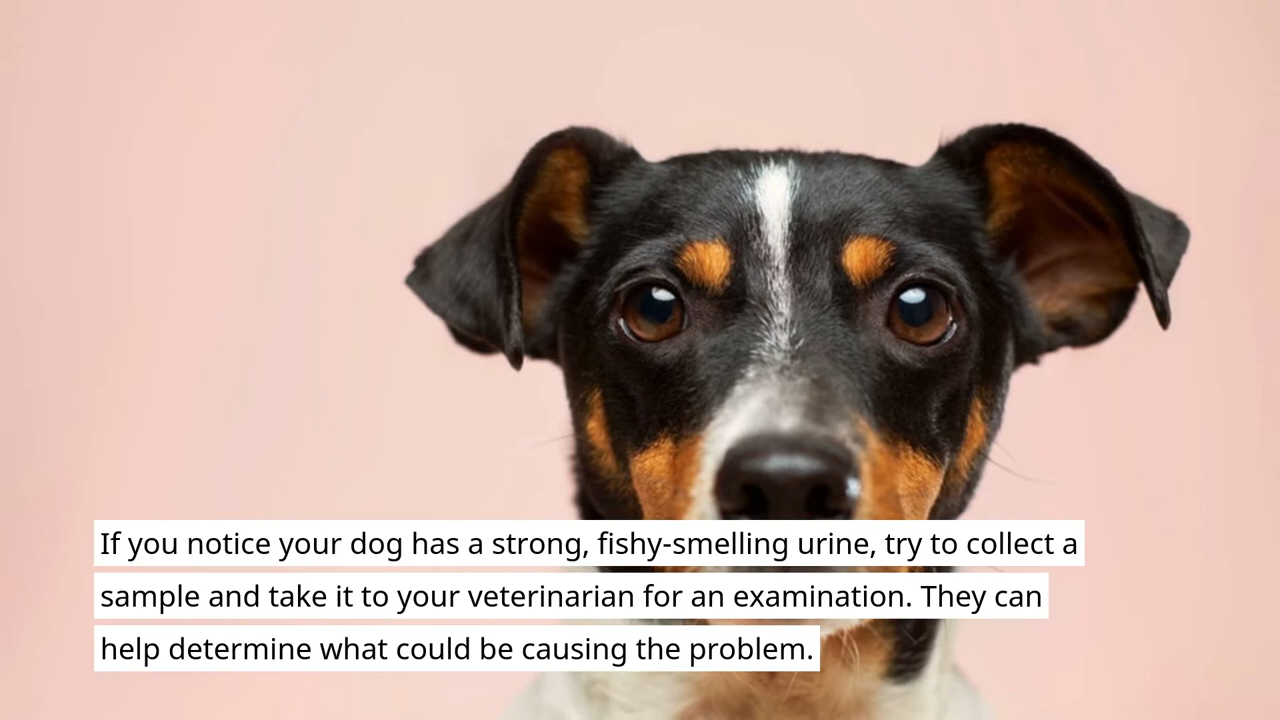 If you notice your dog has a strong, fishy-smelling urine, try to collect a
sample and take it to your veterinarian for an examination. They can
help determine what could be causing the problem.